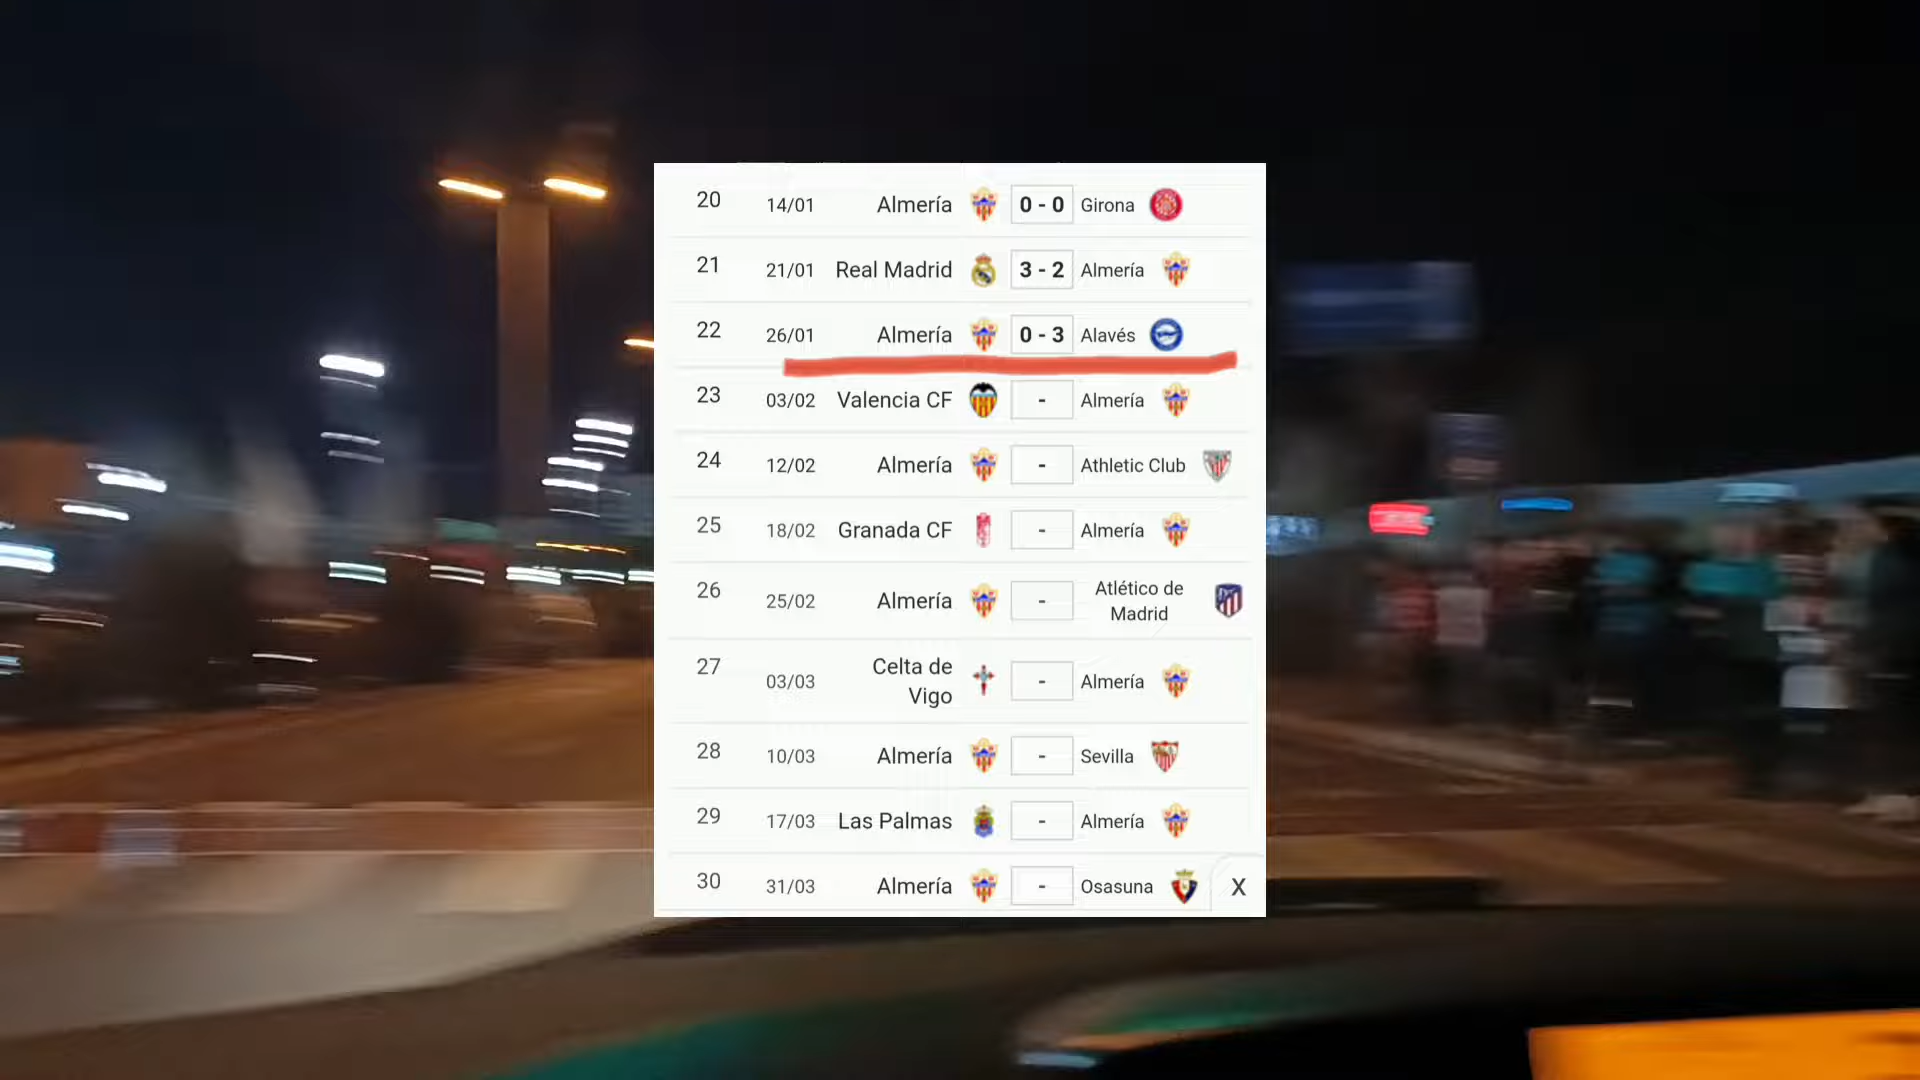 20 14/01 Almería 0 - 0 Girona
21 21/01 Real Madrid 3 - 2 Almería
22 26/01 Almería 0 - 3 Alavés
23 03/02 Valencia CF - Almería
24 12/02 Almería - Athletic Club
25 18/02 Granada CF - Almería
26 25/02 Almería - Atlético de
Madrid
27 03/03 Celta de
Vigo - Almería
28 10/03 Almería - Sevilla
29 17/03 Las Palmas - Almería
30 31/03 Almería - Osasuna X